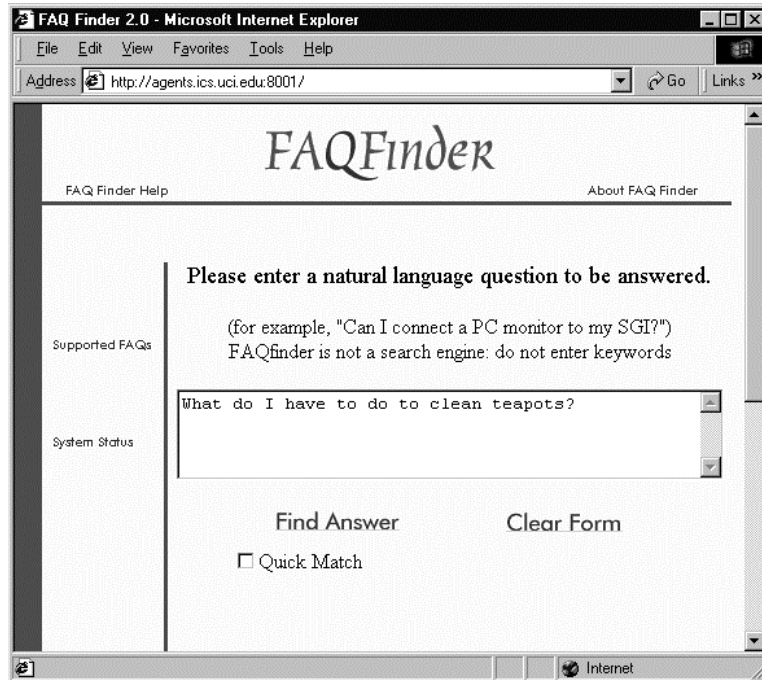 FAQ Finder 2.0 - Microsoft Internet Explorer
File Edit View Favorites Tools Help
Address http://agents.ics.uci.edu:8001/ Go Links »
FAQFinder
FAQ Finder Help About FAQ Finder
Please enter a natural language question to be answered.
(for example, "Can I connect a PC monitor to my SGI?")
Supported FAQs
FAQfinder is not a search engine: do not enter keywords
What do I have to do to clean teapots?
System Status
Find Answer Clear Form
Quick Match
Internet